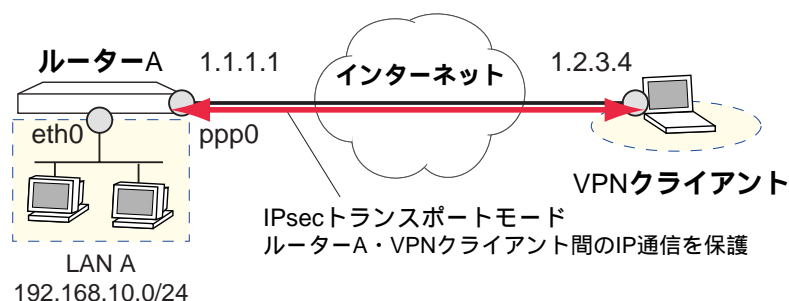 ルーターA
1.1.1.1
インターネット
1.2.3.4
eth0
ppp0
VPNクライアント
IPsecトランスポートモード
ルーターA・VPNクライアント間のIP通信を保護
LAN A
192.168.10.0/24